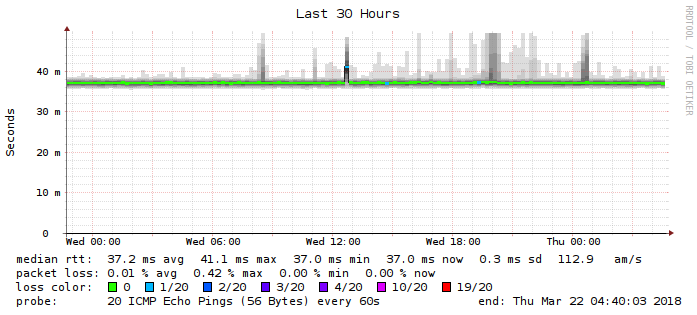 Last 30 Hours
RRDTOOL / TOBI OETIKER
Seconds
40 m
30 m
20 m
10 m
0
Wed 00:00 Wed 06:00 Wed 12:00 Wed 18:00 Thu 00:00
median rtt: 37.2 ms avg 41.1 ms max 37.0 ms min 37.0 ms now 0.3 ms sd 112.9 am/s
packet loss: 0.01 % avg 0.42 % max 0.00 % min 0.00 % now
loss color: 0 1/20 2/20 3/20 4/20 10/20 19/20
probe: 20 ICMP Echo Pings (56 Bytes) every 60s end: Thu Mar 22 04:40:03 2018